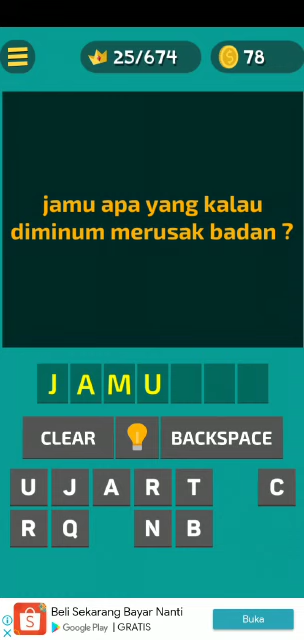 25/674
78
jamu apa yang kalau
diminum merusak badan ?
J A M U
CLEAR
BACKSPACE
U J A R T C
R Q N B
Beli Sekarang Bayar Nanti
Google Play | GRATIS
Buka